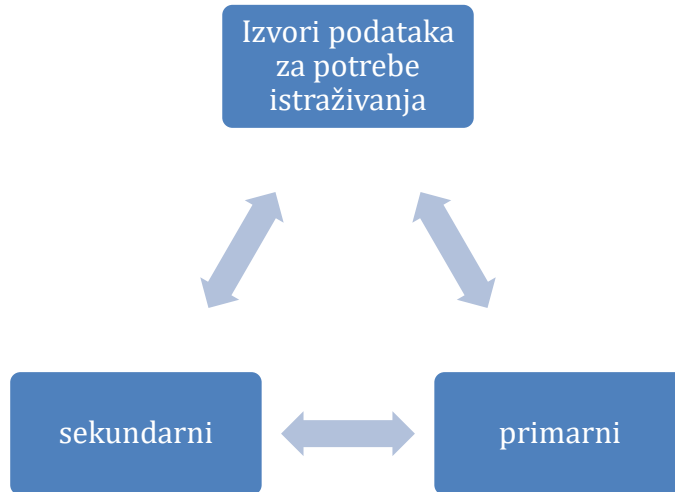 Izvori podataka
za potrebe
istraživanja
sekundarni
primarni